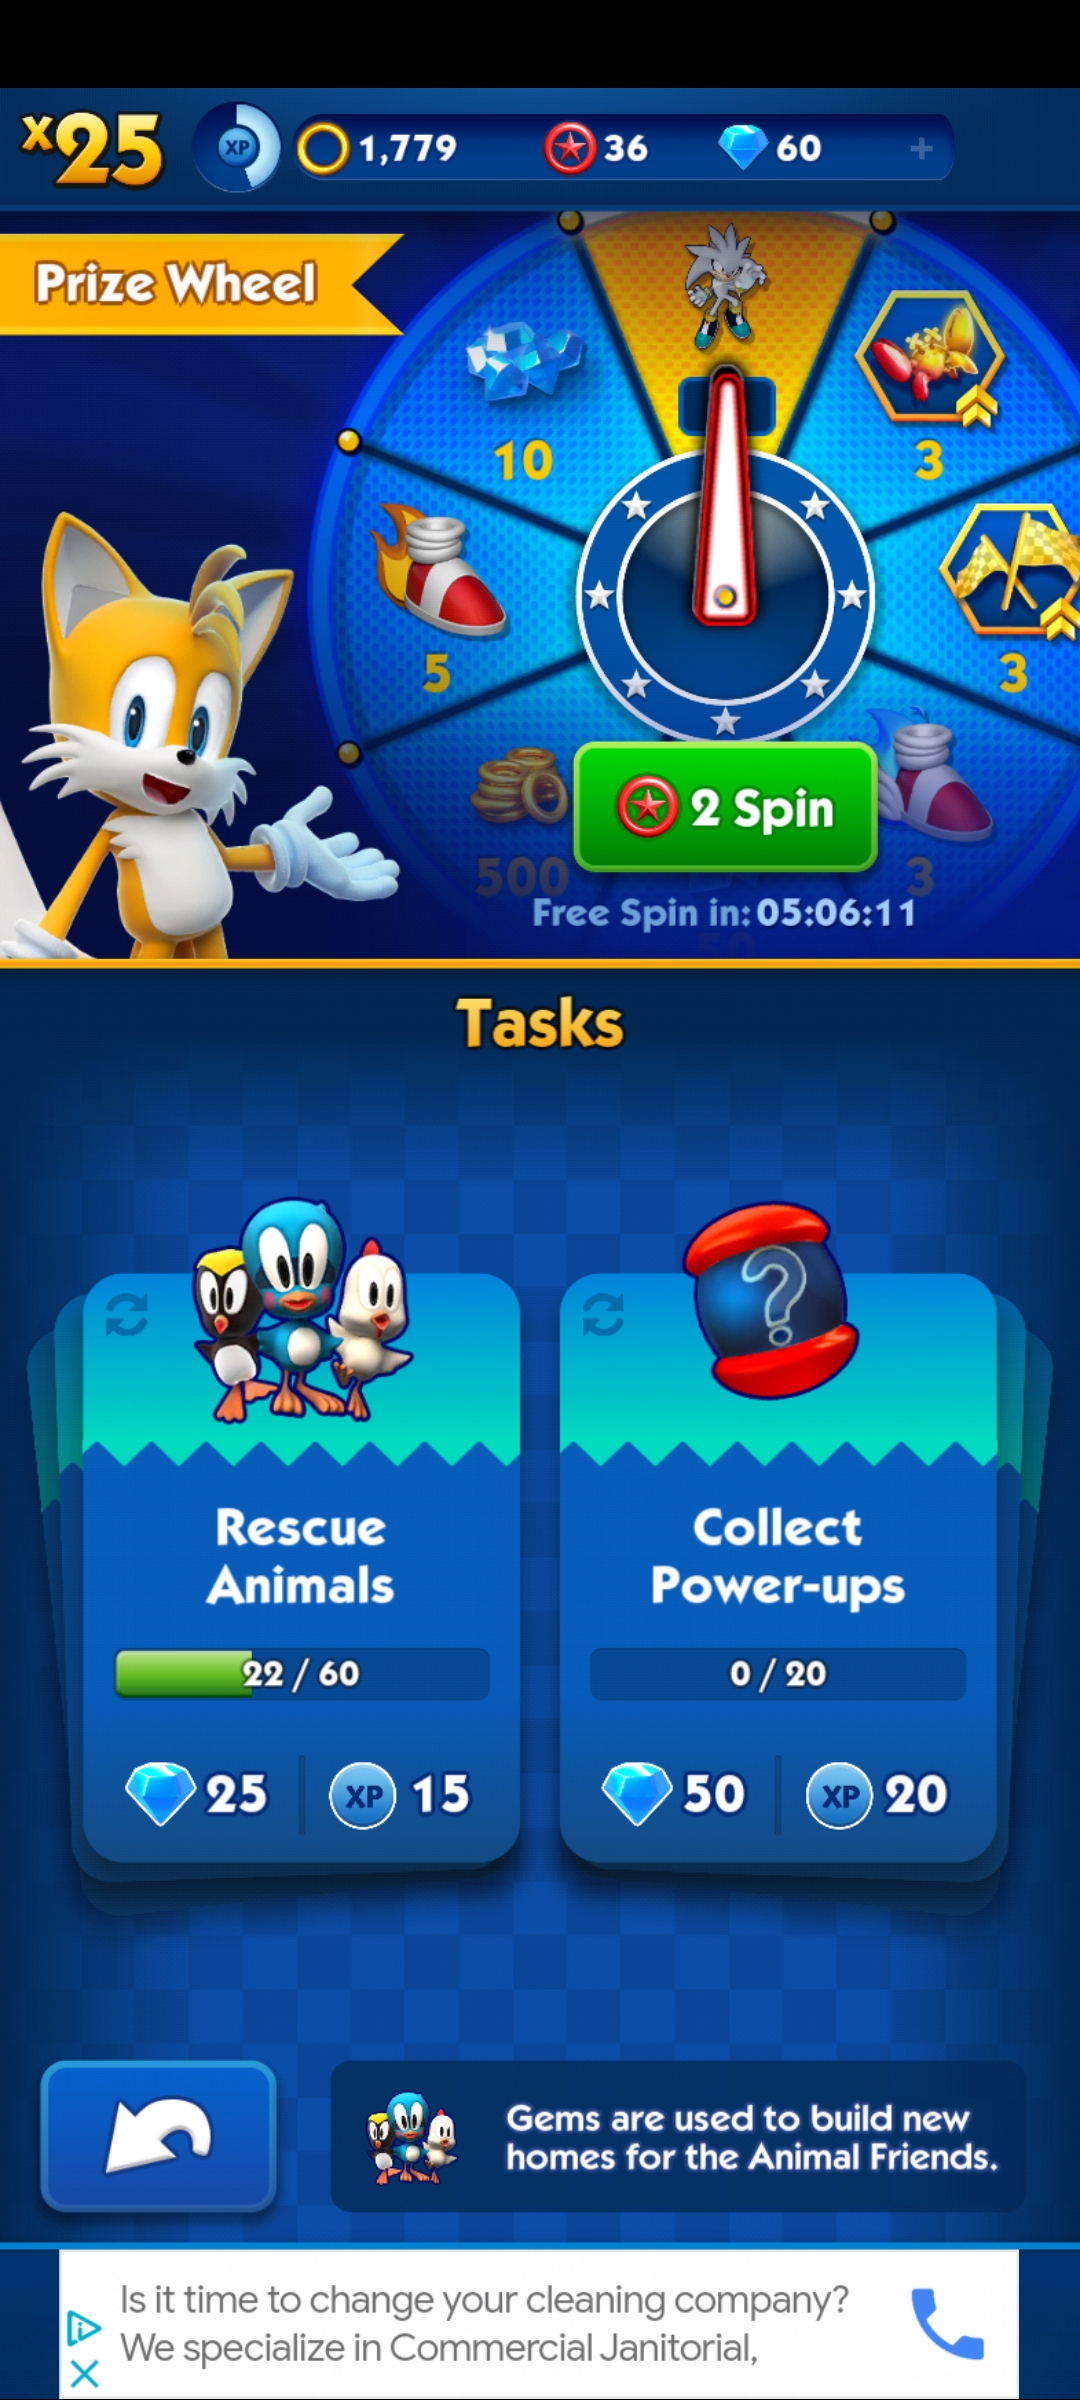 x25
XP
1,779
36
60
+
Prize Wheel
10
3
5
3
2 Spin
500
3
Free Spin in: 05:06:11
50
Tasks
?
Rescue
Animals
22 / 60
25
XP
15
Collect
Power-ups
0 / 20
50
XP
20
Gems are used to build new
homes for the Animal Friends.
Is it time to change your cleaning company?
We specialize in Commercial Janitorial,